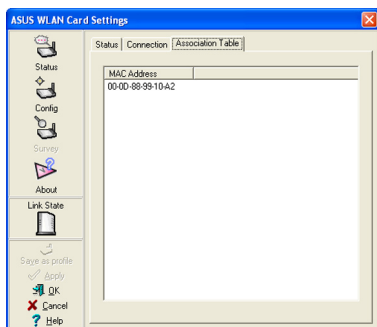 ASUS WLAN Card Settings
Status Connection Association Table
MAC Address
00-0D-88-99-10-A2
Status
Config
Survey
About
Link State
Save as profile
Apply
OK
Cancel
Help